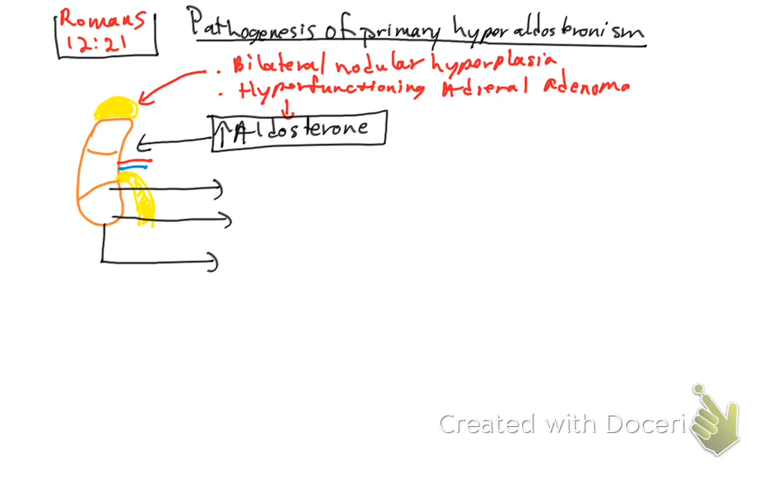 Romans
12:21
Pathogenesis of primary hyperaldosteronism
. Bilateral nodular hyperplasia
. Hyperfunctioning Adrenal Adenoma
↑ Aldosterone
Created with Doceri